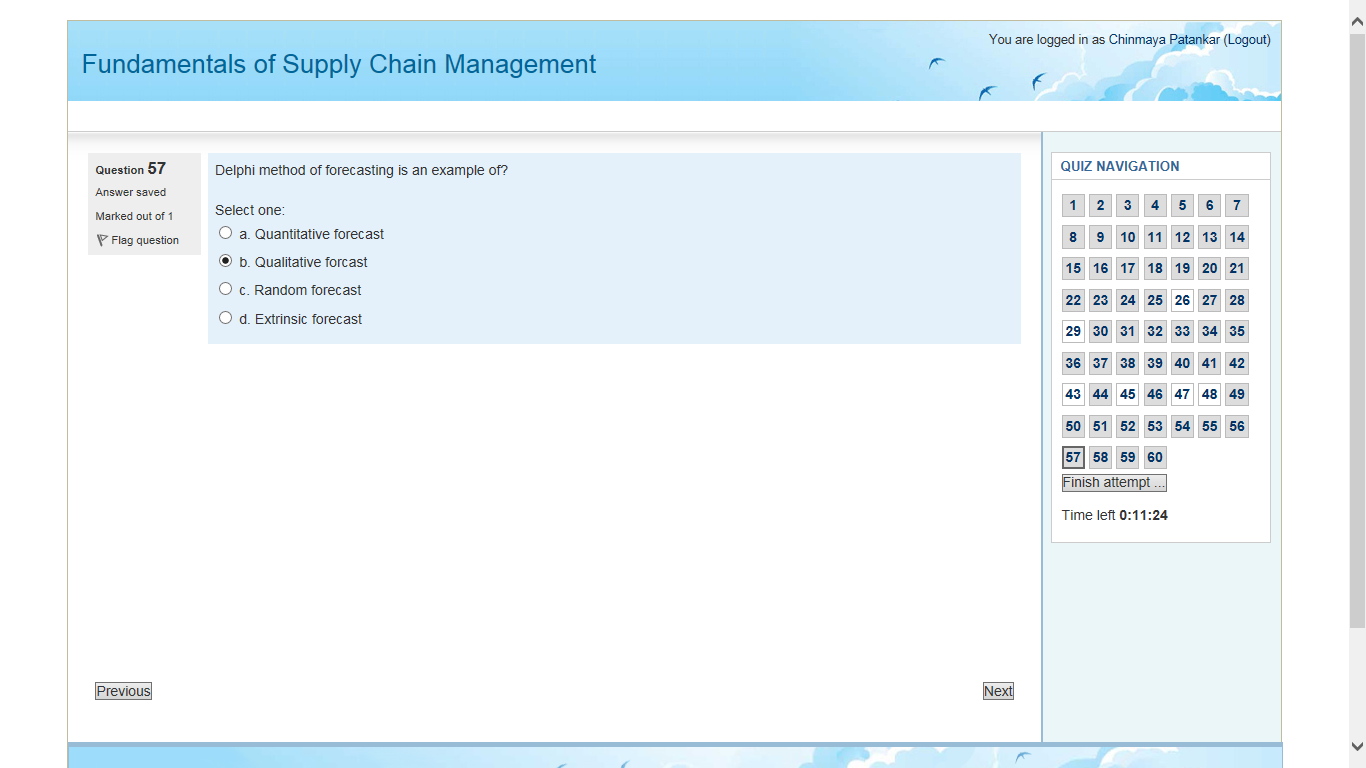 You are logged in as Chinmaya Patankar (Logout)
Fundamentals of Supply Chain Management
Question 57
Answer saved
Marked out of 1
Flag question
Delphi method of forecasting is an example of?
Select one:
a. Quantitative forecast
b. Qualitative forcast
c. Random forecast
d. Extrinsic forecast
Previous
Next
QUIZ NAVIGATION
1 2 3 4 5 6 7
8 9 10 11 12 13 14
15 16 17 18 19 20 21
22 23 24 25 26 27 28
29 30 31 32 33 34 35
36 37 38 39 40 41 42
43 44 45 46 47 48 49
50 51 52 53 54 55 56
57 58 59 60
Finish attempt ...
Time left 0:11:24